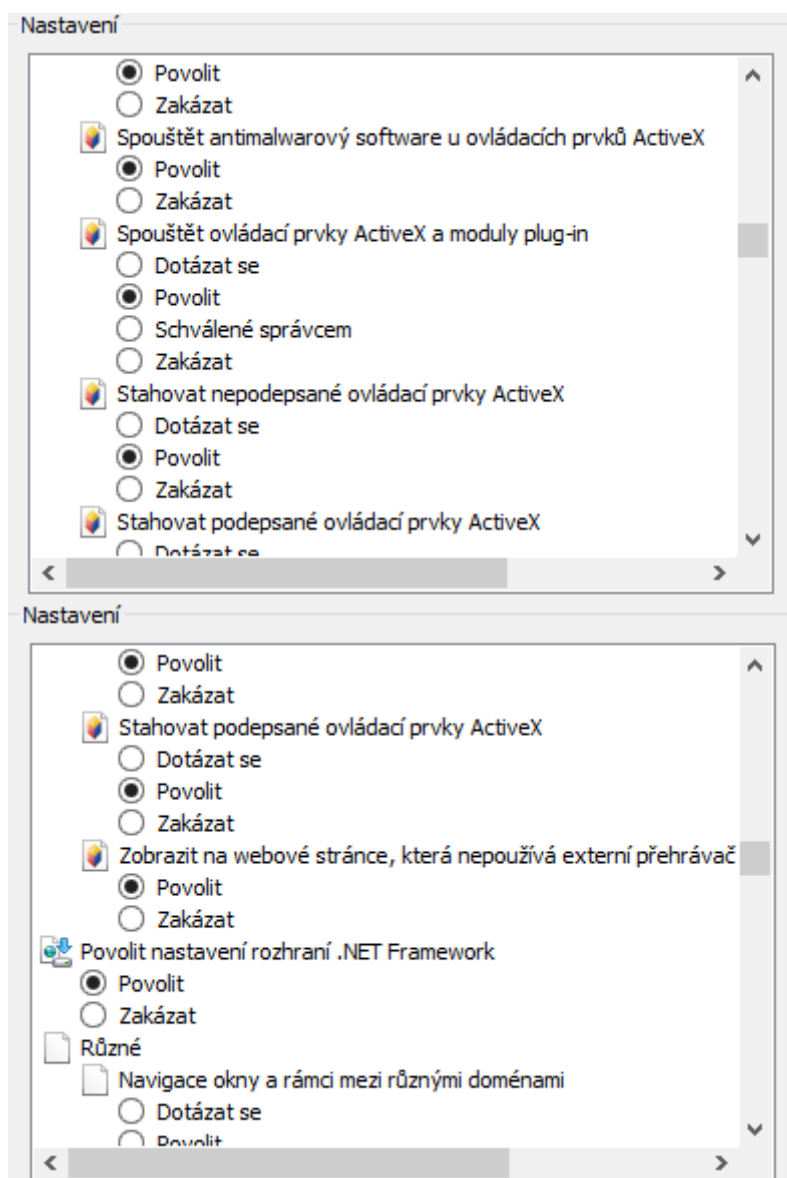 Nastavení
Povolit
Zakázat
Spouštět antimalwarový software u ovládacích prvků ActiveX
Povolit
Zakázat
Spouštět ovládací prvky ActiveX a moduly plug-in
Dotázat se
Povolit
Schválené správcem
Zakázat
Stahovat nepodepsané ovládací prvky ActiveX
Dotázat se
Povolit
Zakázat
Stahovat podepsané ovládací prvky ActiveX
Dotázat se
Nastavení
Povolit
Zakázat
Stahovat podepsané ovládací prvky ActiveX
Dotázat se
Povolit
Zakázat
Zobrazit na webové stránce, která nepoužívá externí přehrávač
Povolit
Zakázat
Povolit nastavení rozhraní .NET Framework
Povolit
Zakázat
Různé
Navigace okny a rámci mezi různými doménami
Dotázat se
Povolit